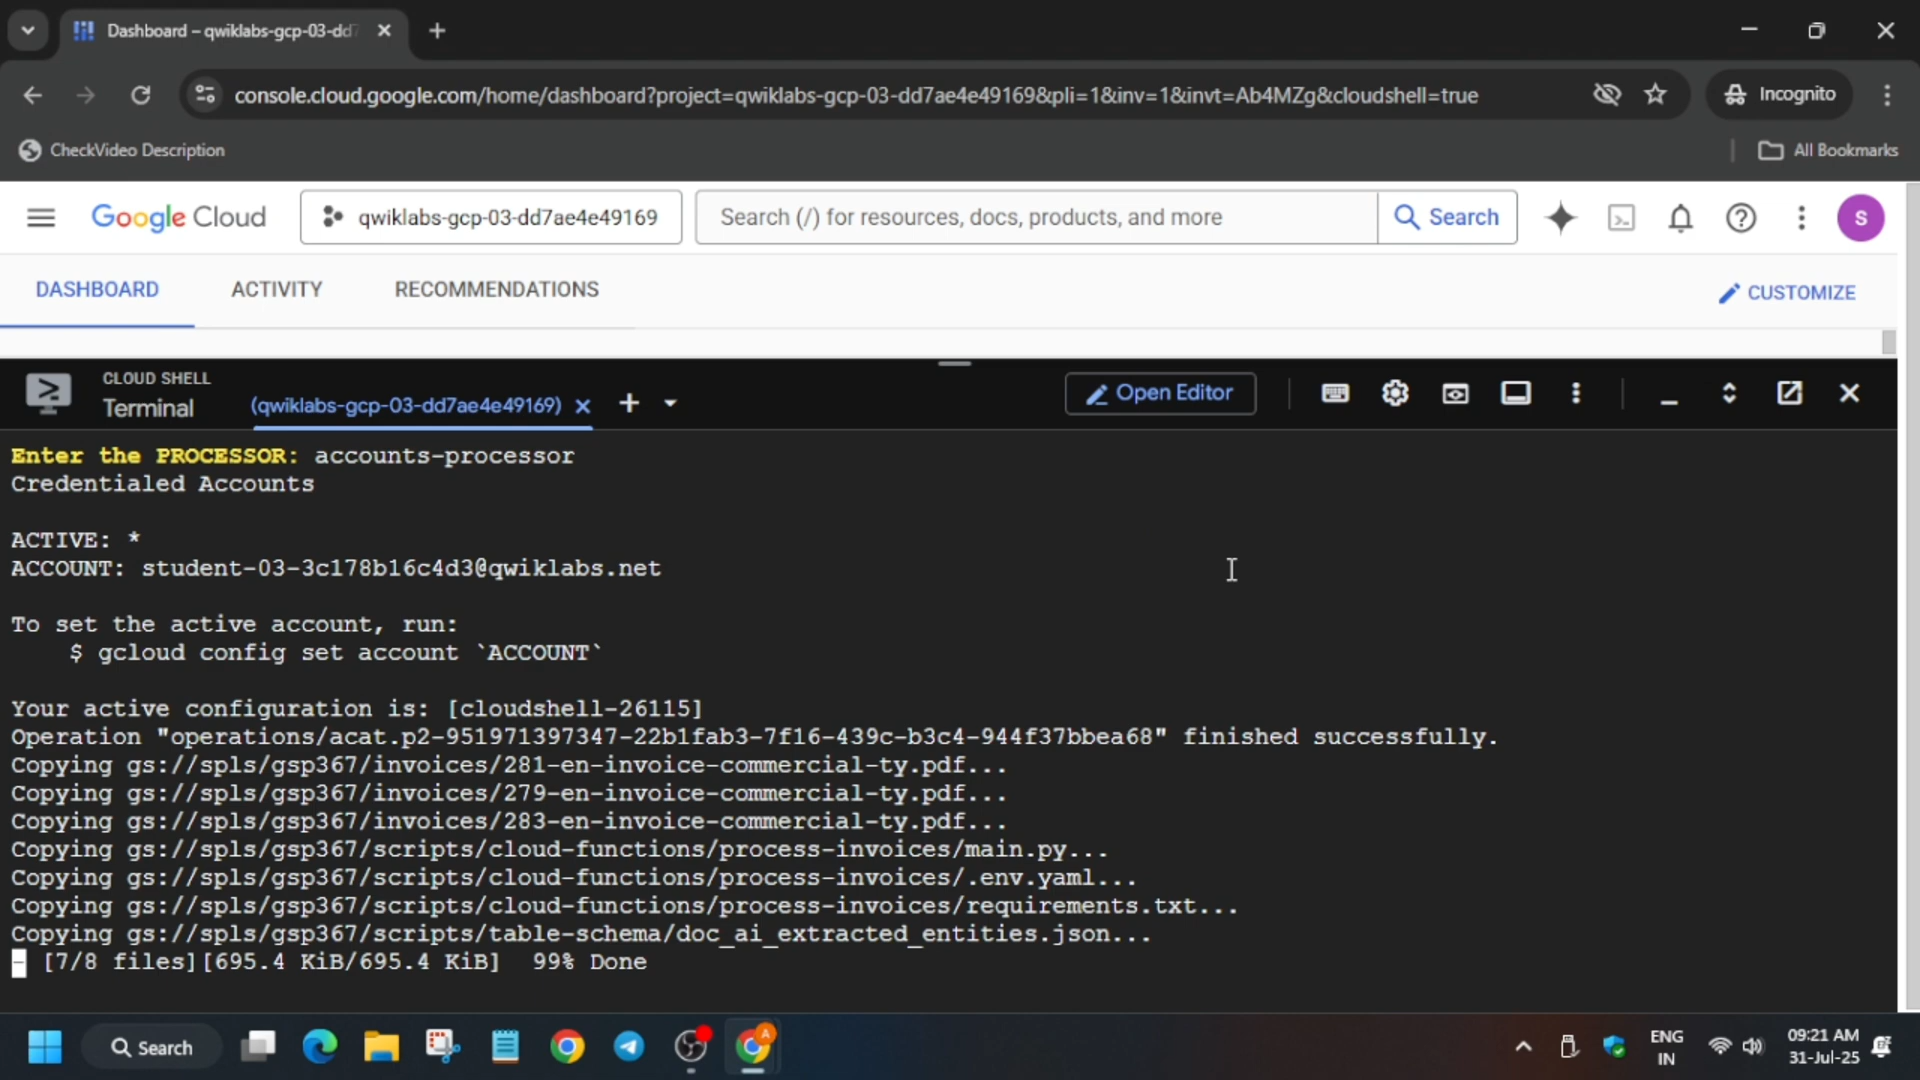 Dashboard – qwiklabs-gcp-03-dd7
console.cloud.google.com/home/dashboard?project=qwiklabs-gcp-03-dd7ae4e49169&pli=1&inv=1&invt=Ab4MZg&cloudshell=true
Incognito
CheckVideo Description
All Bookmarks
Google Cloud
qwiklabs-gcp-03-dd7ae4e49169
Search (/) for resources, docs, products, and more
Search
S
DASHBOARD
ACTIVITY
RECOMMENDATIONS
CUSTOMIZE
CLOUD SHELL
Terminal
(qwiklabs-gcp-03-dd7ae4e49169)
Open Editor
Enter the PROCESSOR: accounts-processor
Credentialed Accounts
ACTIVE: *
ACCOUNT: student-03-3c178b16c4d3@qwiklabs.net
To set the active account, run:
$ gcloud config set account `ACCOUNT`
Your active configuration is: [cloudshell-26115]
Operation "operations/acat.p2-951971397347-22b1fab3-7f16-439c-b3c4-944f37bbea68" finished successfully.
Copying gs://spls/gsp367/invoices/281-en-invoice-commercial-ty.pdf...
Copying gs://spls/gsp367/invoices/279-en-invoice-commercial-ty.pdf...
Copying gs://spls/gsp367/invoices/283-en-invoice-commercial-ty.pdf...
Copying gs://spls/gsp367/scripts/cloud-functions/process-invoices/main.py...
Copying gs://spls/gsp367/scripts/cloud-functions/process-invoices/.env.yaml...
Copying gs://spls/gsp367/scripts/cloud-functions/process-invoices/requirements.txt...
Copying gs://spls/gsp367/scripts/table-schema/doc_ai_extracted_entities.json...
- [7/8 files][695.4 KiB/695.4 KiB]  99% Done
Search
A
ENG
IN
09:21 AM
31-Jul-25